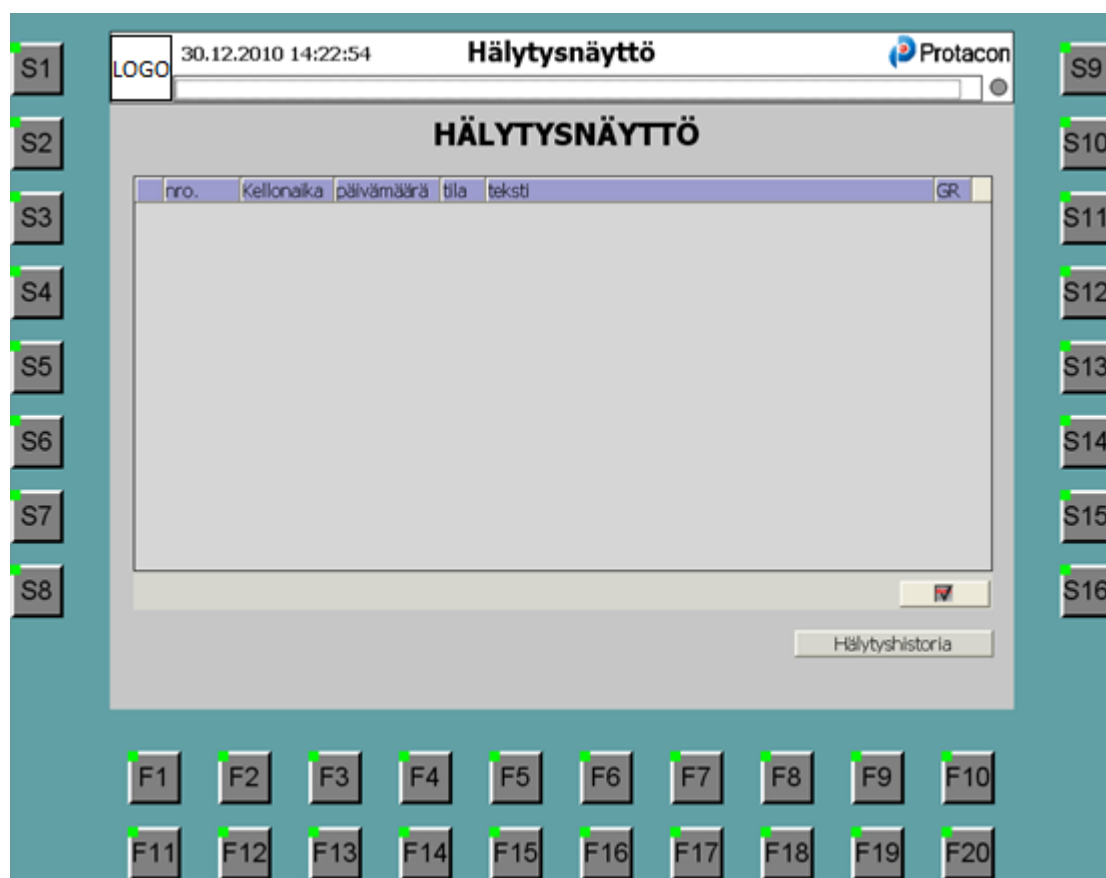 LOGO 30.12.2010 14:22:54 Hälytysnäyttö Protacon
HÄLYTYSNÄYTTÖ
nro. Kellonaika päivämäärä tila teksti GR
Hälytyshistoria
S1
S2
S3
S4
S5
S6
S7
S8
S9
S10
S11
S12
S13
S14
S15
S16
F1 F2 F3 F4 F5 F6 F7 F8 F9 F10
F11 F12 F13 F14 F15 F16 F17 F18 F19 F20